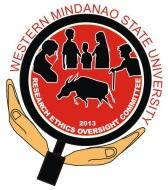 WESTERN MINDANAO STATE UNIVERSITY
2013
RESEARCH ETHICS OVERSIGHT COMMITTEE